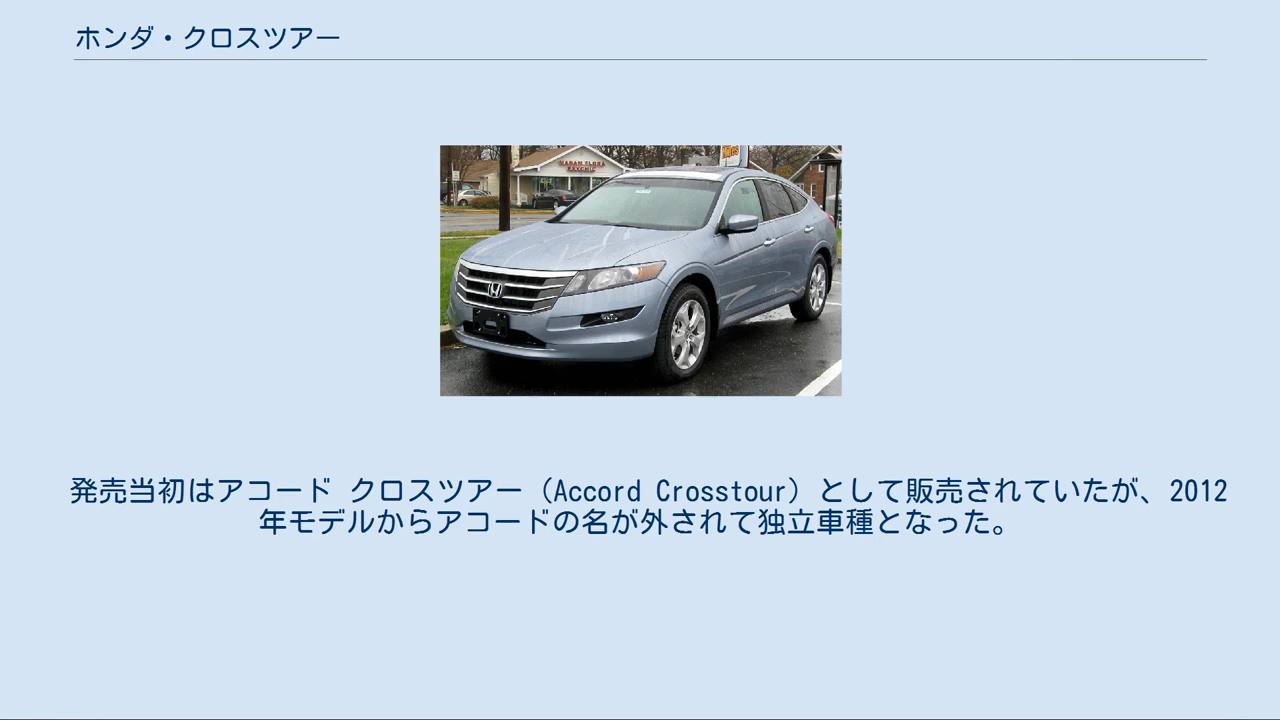 ホンダ・クロスツアー
MADAM FLORA
PSYCHIC
発売当初はアコード クロスツアー（Accord Crosstour）として販売されていたが、2012
年モデルからアコードの名が外されて独立車種となった。